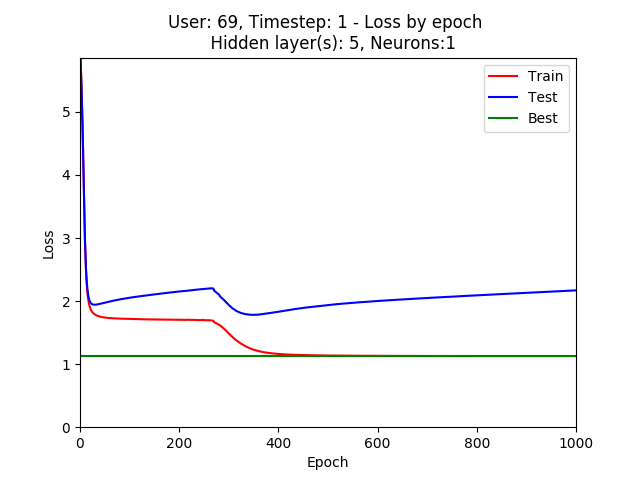 User: 69, Timestep: 1 - Loss by epoch
Hidden layer(s): 5, Neurons:1
Train
Test
Best
5
4
3
2
1
0
Loss
0 200 400 600 800 1000
Epoch